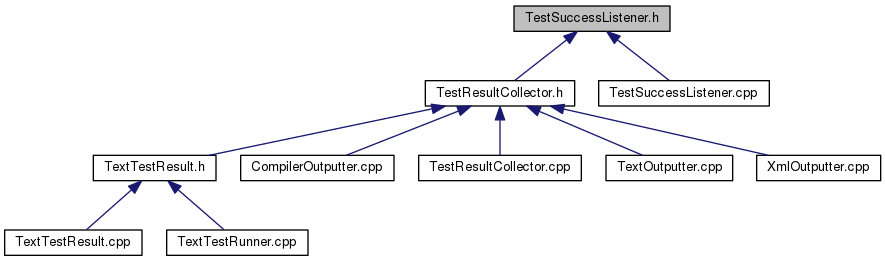 TestSuccessListener.h
TestResultCollector.h
TestSuccessListener.cpp
TextTestResult.h
CompilerOutputter.cpp
TestResultCollector.cpp
TextOutputter.cpp
XmlOutputter.cpp
TextTestResult.cpp
TextTestRunner.cpp